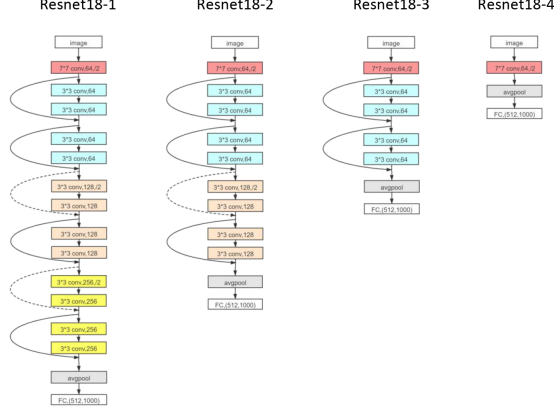 Resnet18-1
image
7*7 conv,64,/2
3*3 conv,64
3*3 conv,64
3*3 conv,64
3*3 conv,64
3*3 conv,128,/2
3*3 conv,128
3*3 conv,128
3*3 conv,128
3*3 conv,256,/2
3*3 conv,256
3*3 conv,256
3*3 conv,256
avgpool
FC,(512,1000)
Resnet18-2
image
7*7 conv,64,/2
3*3 conv,64
3*3 conv,64
3*3 conv,64
3*3 conv,64
3*3 conv,128,/2
3*3 conv,128
3*3 conv,128
3*3 conv,128
avgpool
FC,(512,1000)
Resnet18-3
image
7*7 conv,64,/2
3*3 conv,64
3*3 conv,64
3*3 conv,64
3*3 conv,64
avgpool
FC,(512,1000)
Resnet18-4
image
7*7 conv,64,/2
avgpool
FC,(512,1000)